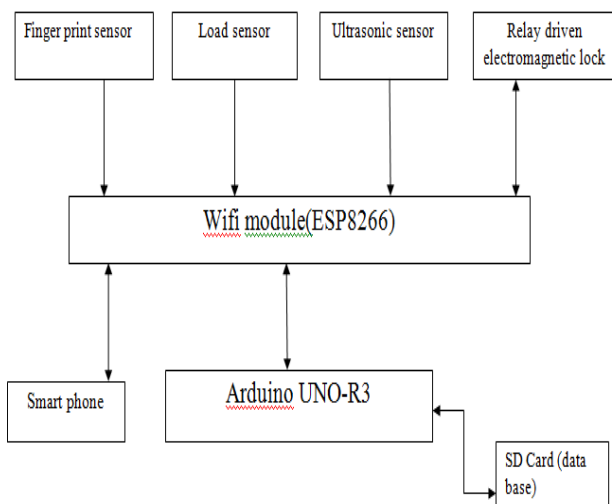 Finger print sensor
Load sensor
Ultrasonic sensor
Relay driven
electromagnetic lock
Wifi module(ESP8266)
Smart phone
Arduino UNO-R3
SD Card (data
base)